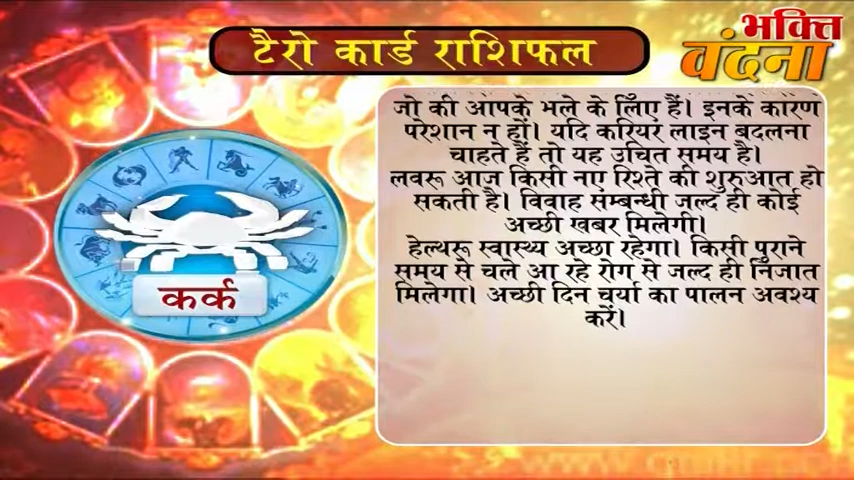 टैरो कार्ड राशिफल
भक्ति
वंदना
जो की आपके भले के लिए हैं। इनके कारण
परेशान न हों। यदि करियर लाइन बदलना
चाहते हैं तो यह उचित समय है।
लवरू आज किसी नए रिश्ते की शुरुआत हो
सकती है। विवाह सम्बन्धी जल्द ही कोई
अच्छी खबर मिलेगी।
हेल्थरू स्वास्थ्य अच्छा रहेगा। किसी पुराने
समय से चले आ रहे रोग से जल्द ही निजात
मिलेगा। अच्छी दिन चर्या का पालन अवश्य
करें।
कर्क